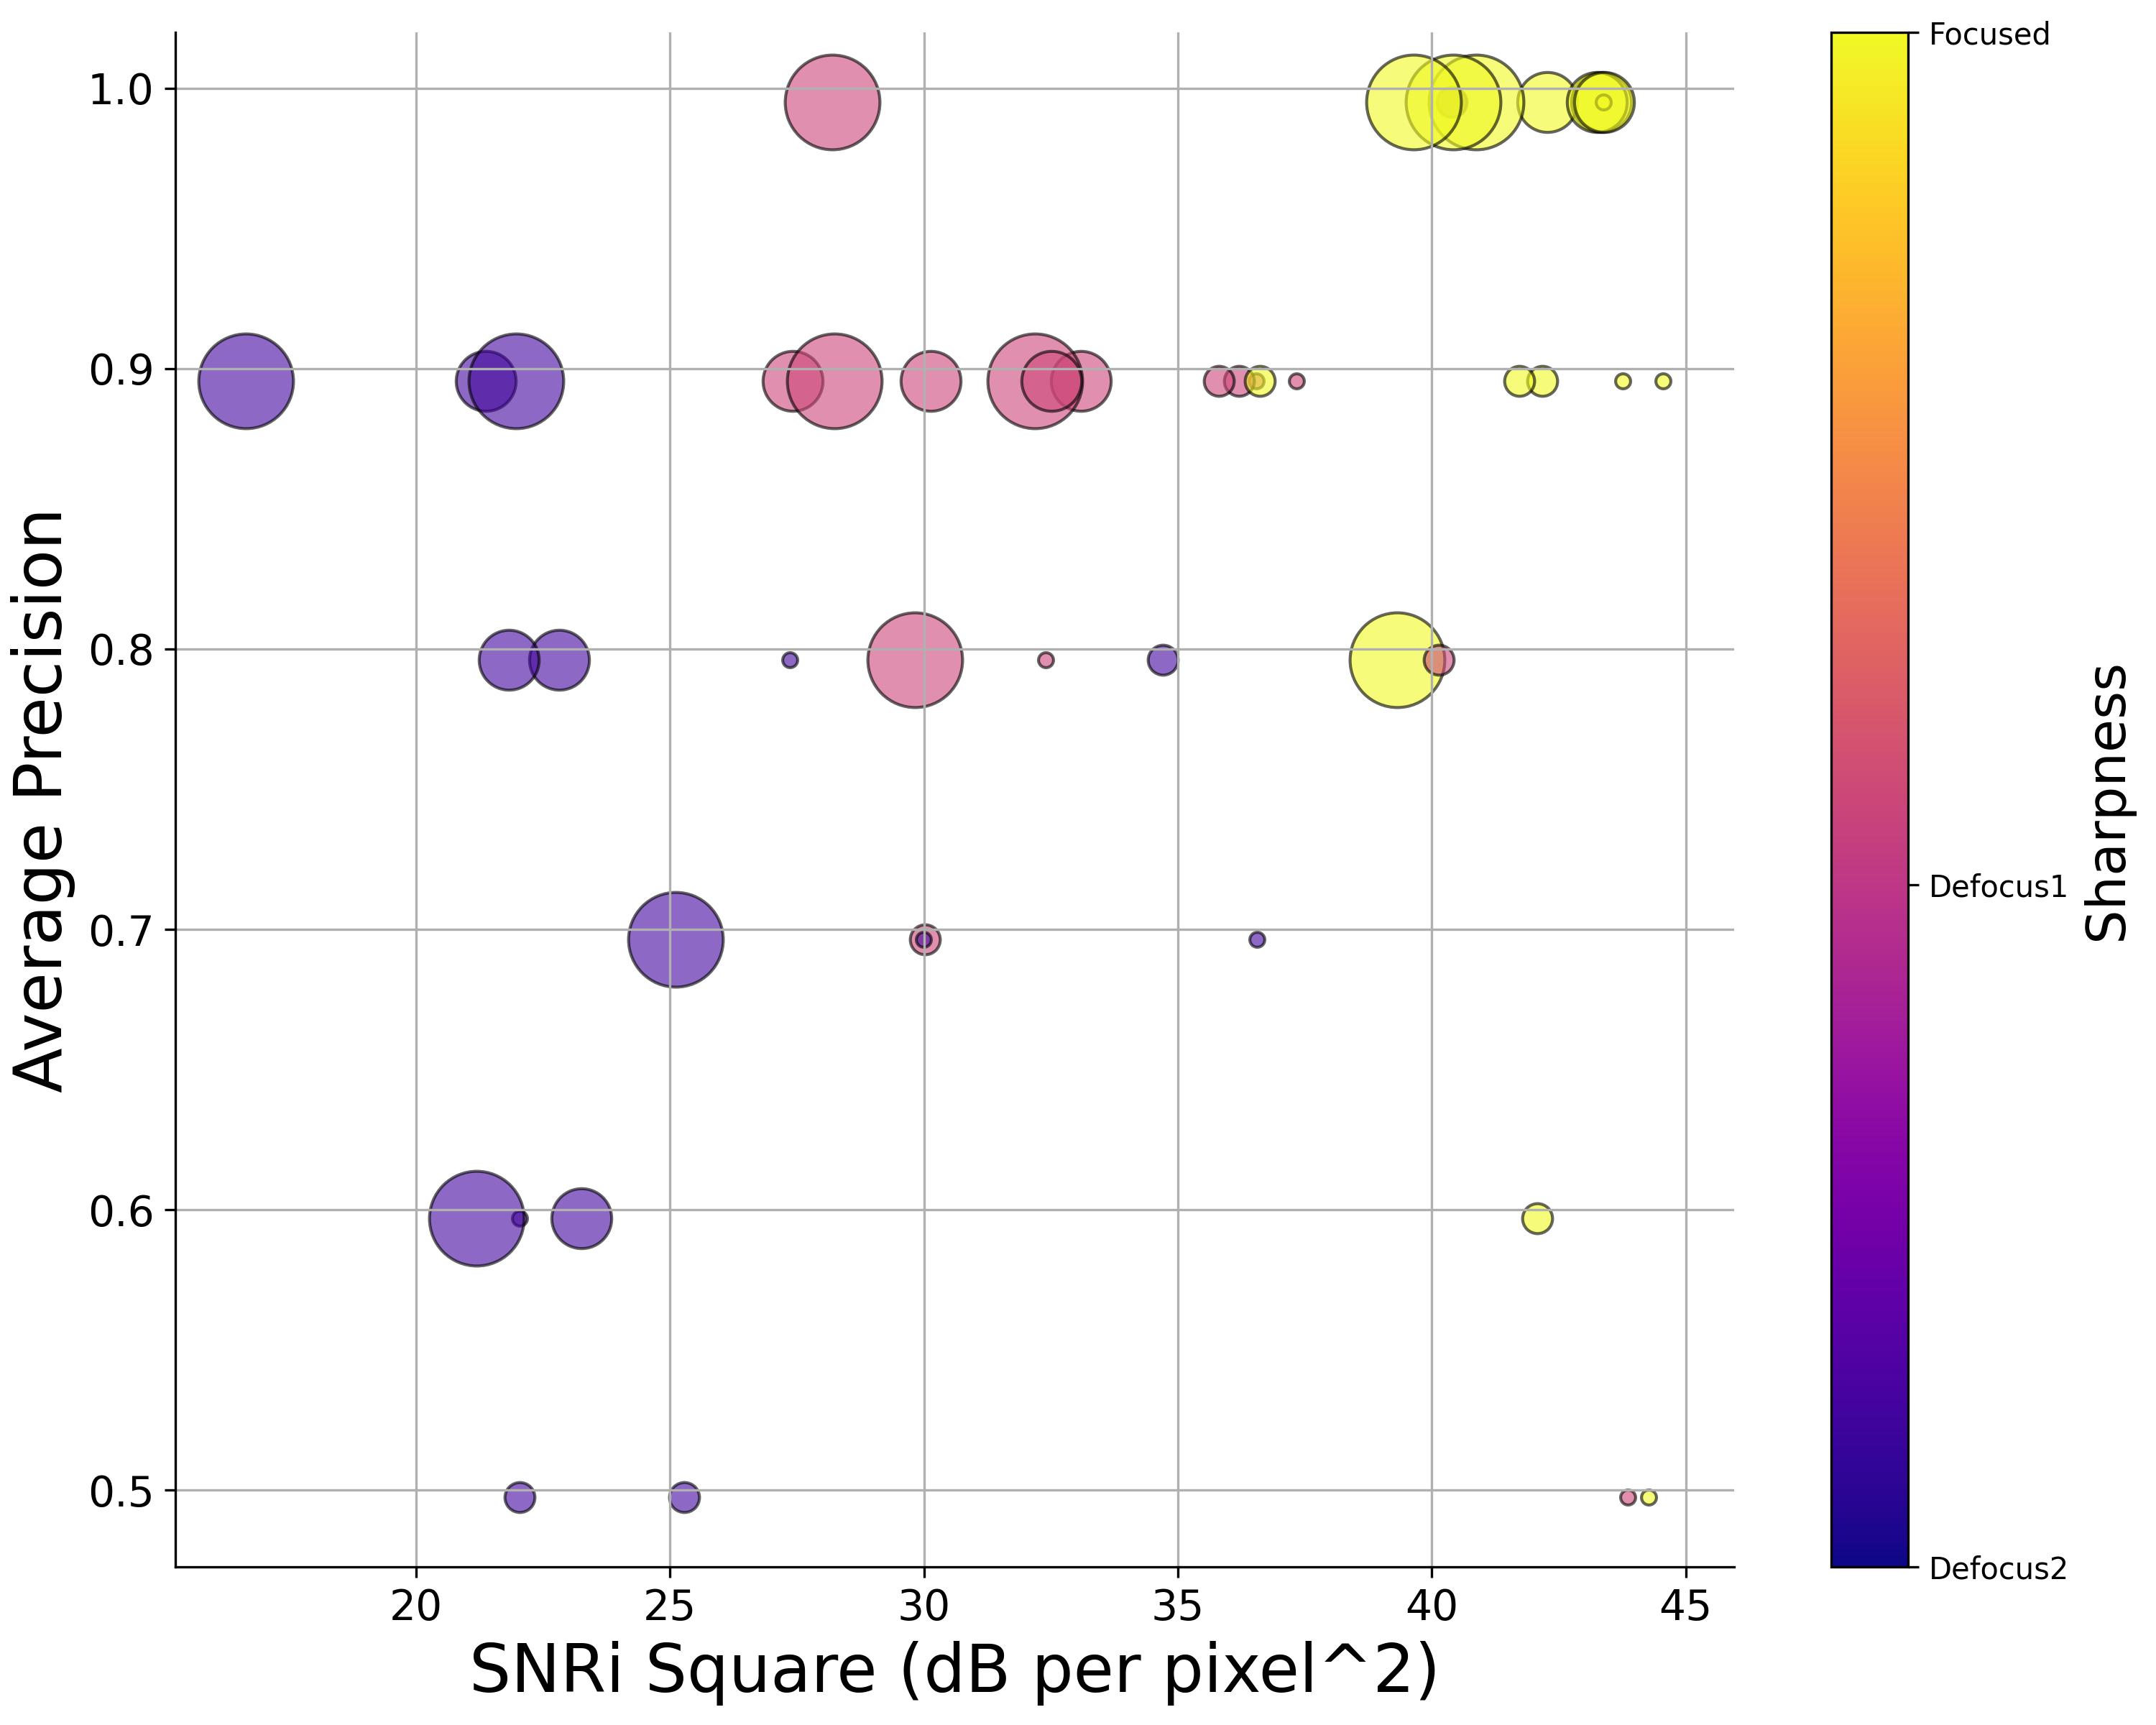 Average Precision
1.0
0.9
0.8
0.7
0.6
0.5
20 25 30 35 40 45
SNRi Square (dB per pixel^2)
Focused
Defocus1
Defocus2
Sharpness